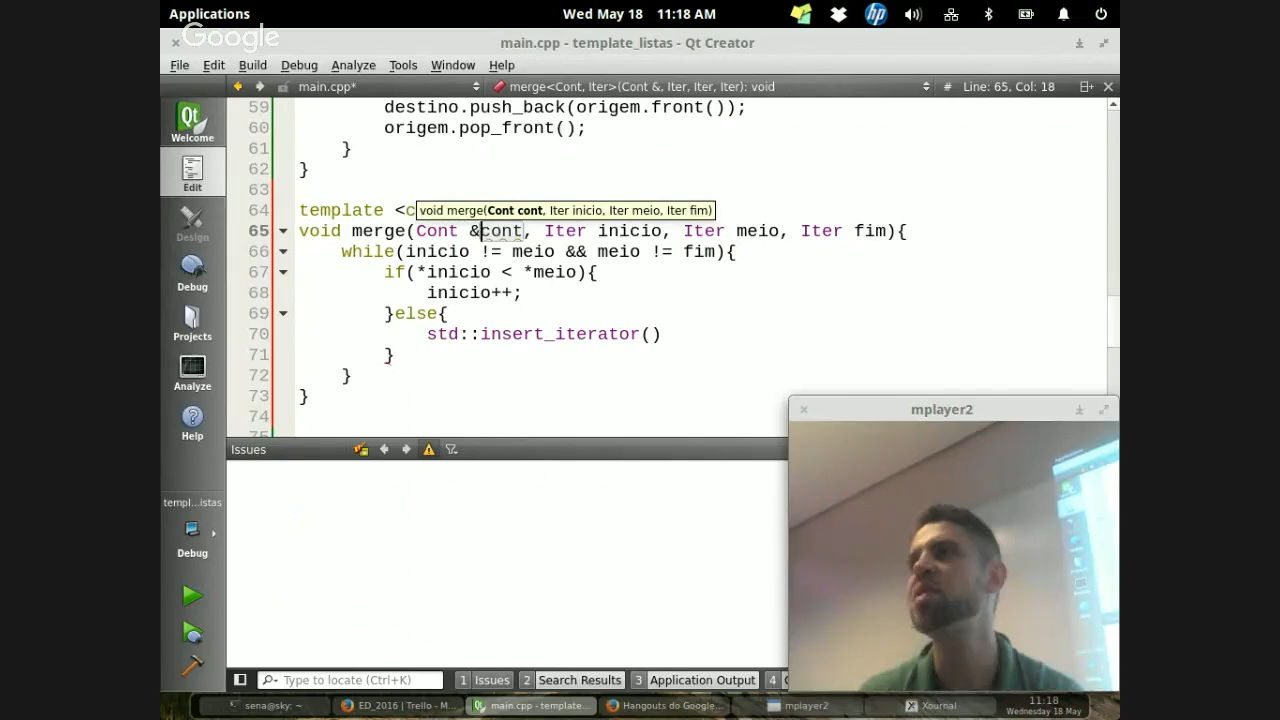 Applications
Wed May 18 11:18 AM
Google
main.cpp - template_listas - Qt Creator
File Edit Build Debug Analyze Tools Window Help
main.cpp*
merge<Cont, Iter>(Cont &, Iter, Iter, Iter): void
# Line: 65, Col: 18
Welcome
Edit
Design
Debug
Projects
Analyze
Help
templ...istas
Debug
59 destino.push_back(origem.front());
60 origem.pop_front();
61 }
62 }
63
64 template <c
void merge(Cont cont, Iter inicio, Iter meio, Iter fim)
65 void merge(Cont &cont, Iter inicio, Iter meio, Iter fim){
66 while(inicio != meio && meio != fim){
67 if(*inicio < *meio){
68 inicio++;
69 }else{
70 std::insert_iterator()
71 }
72 }
73 }
74
75
Issues
mplayer2
Type to locate (Ctrl+K)
1 Issues
2 Search Results
3 Application Output
4
sena@sky: ~
ED_2016 | Trello - M...
main.cpp - template...
Hangouts do Google...
mplayer2
Xournal
11:18
Wednesday 18 May